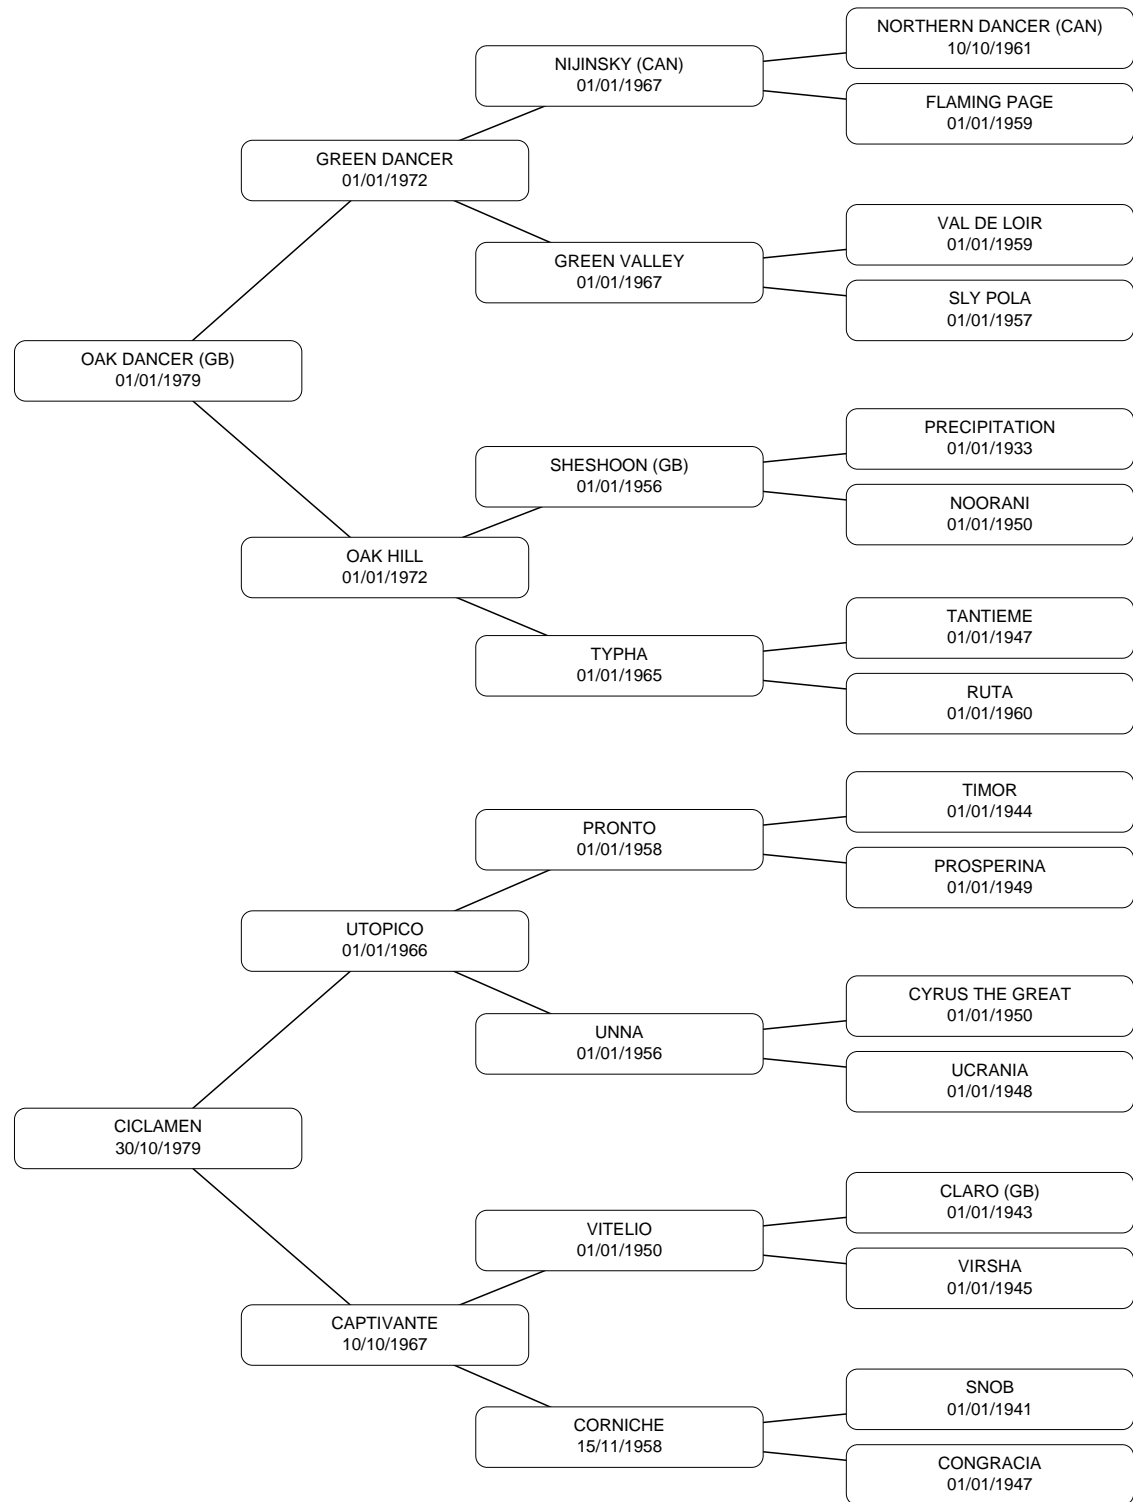 NORTHERN DANCER (CAN)
10/10/1961
NIJINSKY (CAN)
01/01/1967
FLAMING PAGE
01/01/1959
GREEN DANCER
01/01/1972
VAL DE LOIR
01/01/1959
GREEN VALLEY
01/01/1967
SLY POLA
01/01/1957
OAK DANCER (GB)
01/01/1979
PRECIPITATION
01/01/1933
SHESHOON (GB)
01/01/1956
NOORANI
01/01/1950
OAK HILL
01/01/1972
TANTIEME
01/01/1947
TYPHA
01/01/1965
RUTA
01/01/1960
TIMOR
01/01/1944
PRONTO
01/01/1958
PROSPERINA
01/01/1949
UTOPICO
01/01/1966
CYRUS THE GREAT
01/01/1950
UNNA
01/01/1956
UCRANIA
01/01/1948
CICLAMEN
30/10/1979
CLARO (GB)
01/01/1943
VITELIO
01/01/1950
VIRSHA
01/01/1945
CAPTIVANTE
10/10/1967
SNOB
01/01/1941
CORNICHE
15/11/1958
CONGRACIA
01/01/1947